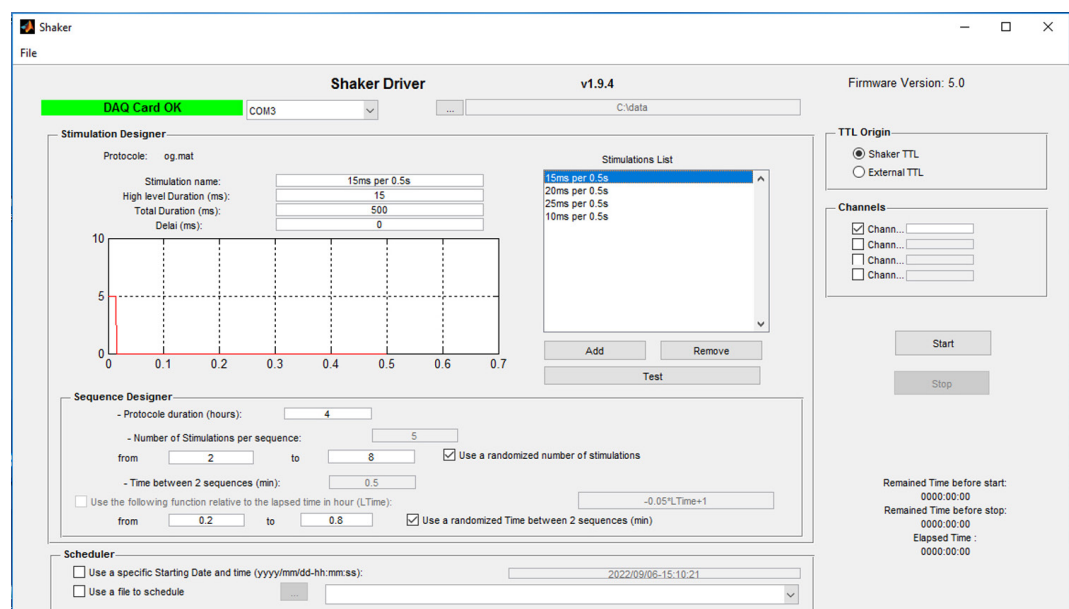 Shaker
File
Shaker Driver v1.9.4 Firmware Version: 5.0
DAQ Card OK COM3 ... C:\data
Stimulation Designer
Protocole: og.mat
Stimulation name: 15ms per 0.5s
High level Duration (ms): 15
Total Duration (ms): 500
Delai (ms): 0
10
5
0
0 0.1 0.2 0.3 0.4 0.5 0.6 0.7
Stimulations List
15ms per 0.5s
20ms per 0.5s
25ms per 0.5s
10ms per 0.5s
Add Remove
Test
TTL Origin
Shaker TTL
External TTL
Channels
Chann...
Chann...
Chann...
Chann...
Start
Stop
Sequence Designer
- Protocole duration (hours): 4
- Number of Stimulations per sequence: 5
from 2 to 8 Use a randomized number of stimulations
- Time between 2 sequences (min): 0.5
Use the following function relative to the lapsed time in hour (LTime): -0.05*LTime+1
from 0.2 to 0.8 Use a randomized Time between 2 sequences (min)
Remained Time before start:
0000:00:00
Remained Time before stop:
0000:00:00
Elapsed Time :
0000:00:00
Scheduler
Use a specific Starting Date and time (yyyy/mm/dd-hh:mm:ss): 2022/09/06-15:10:21
Use a file to schedule ...